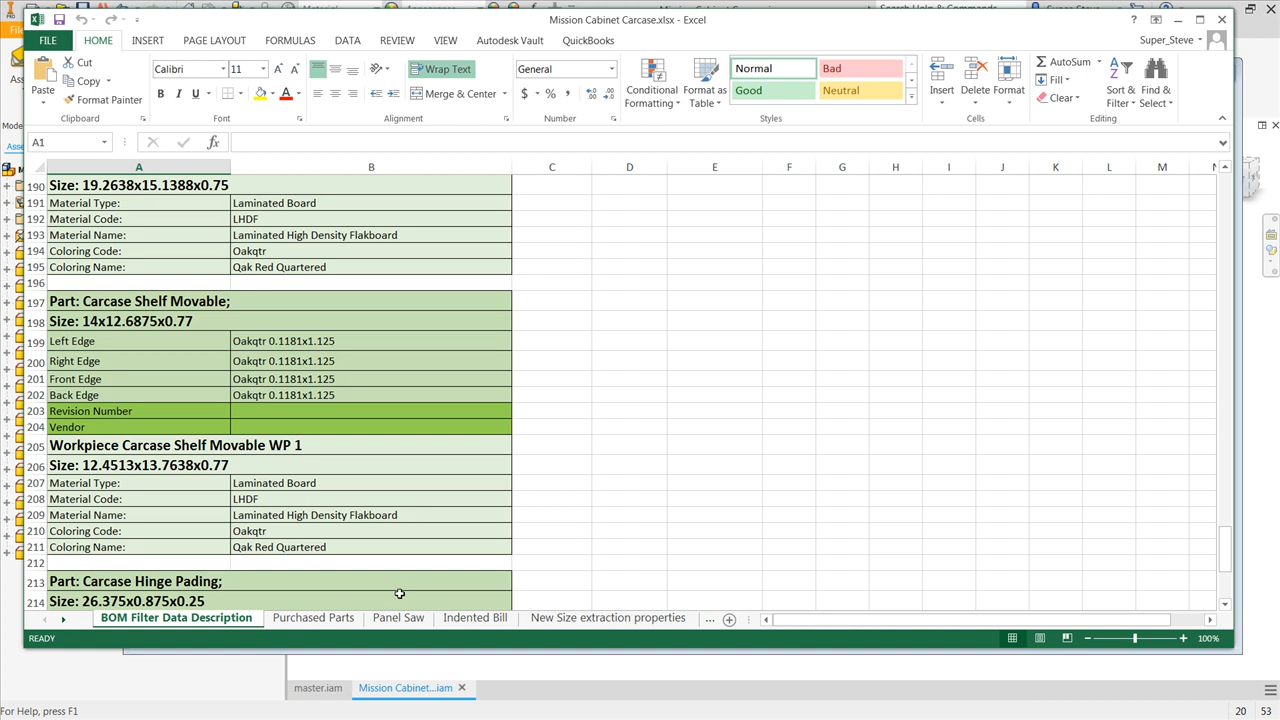 Mission Cabinet Carcase.xlsx - Excel
FILE HOME INSERT PAGE LAYOUT FORMULAS DATA REVIEW VIEW Autodesk Vault QuickBooks Super_Steve
Paste Cut Copy Format Painter Clipboard
Calibri 11 B I U A Font
Wrap Text Merge & Center Alignment
General $ % , Number
Conditional Formatting Format as Table Normal Bad Good Neutral Styles
Insert Delete Format Cells
AutoSum Fill Clear Sort & Filter Find & Select Editing
A1 fx
A B C D E F G H I J K L M N
190 Size: 19.2638x15.1388x0.75
191 Material Type: Laminated Board
192 Material Code: LHDF
193 Material Name: Laminated High Density Flakboard
194 Coloring Code: Oakqtr
195 Coloring Name: Qak Red Quartered
196
197 Part: Carcase Shelf Movable;
198 Size: 14x12.6875x0.77
199 Left Edge Oakqtr 0.1181x1.125
200 Right Edge Oakqtr 0.1181x1.125
201 Front Edge Oakqtr 0.1181x1.125
202 Back Edge Oakqtr 0.1181x1.125
203 Revision Number
204 Vendor
205 Workpiece Carcase Shelf Movable WP 1
206 Size: 12.4513x13.7638x0.77
207 Material Type: Laminated Board
208 Material Code: LHDF
209 Material Name: Laminated High Density Flakboard
210 Coloring Code: Oakqtr
211 Coloring Name: Qak Red Quartered
212
213 Part: Carcase Hinge Pading;
214 Size: 26.375x0.875x0.25
BOM Filter Data Description Purchased Parts Panel Saw Indented Bill New Size extraction properties ...
READY 100%
master.iam Mission Cabinet...iam
For Help, press F1 20 53